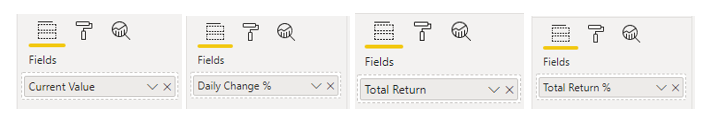 Fields
Current Value
Fields
Daily Change %
Fields
Total Return
Fields
Total Return %